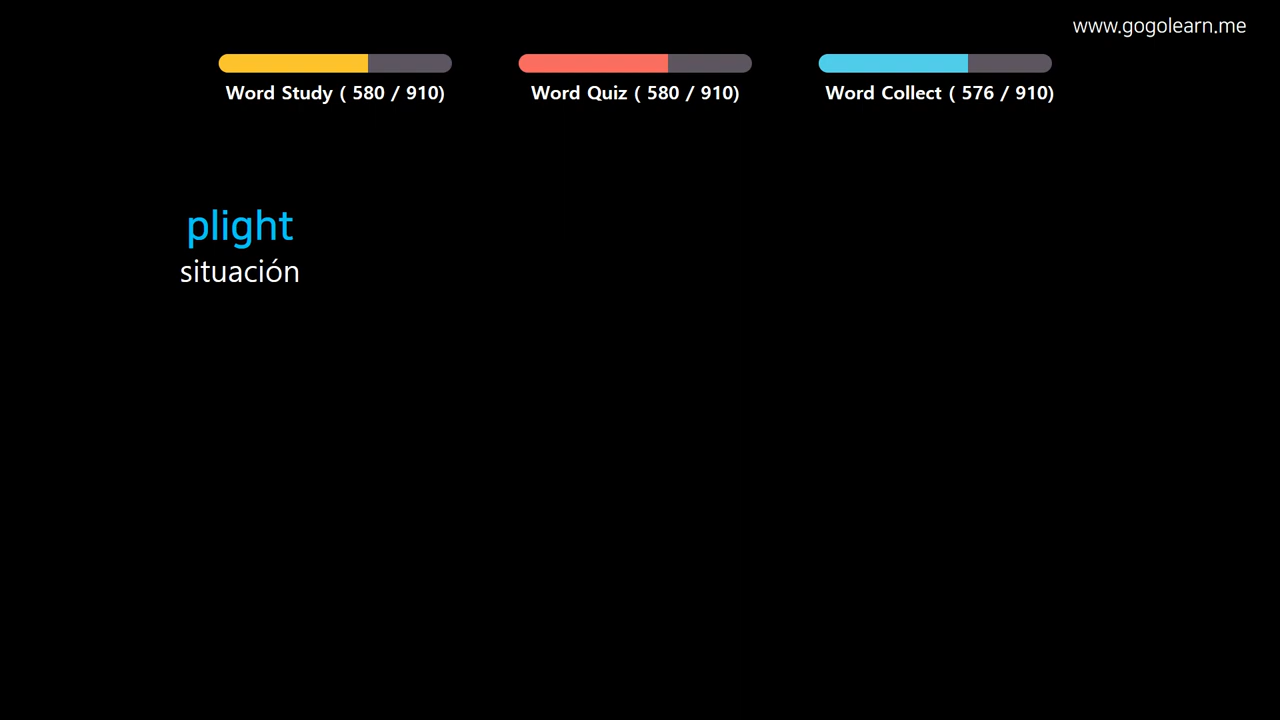 www.gogolearn.me
Word Study ( 580 / 910)
Word Quiz ( 580 / 910)
Word Collect ( 576 / 910)
plight
situación